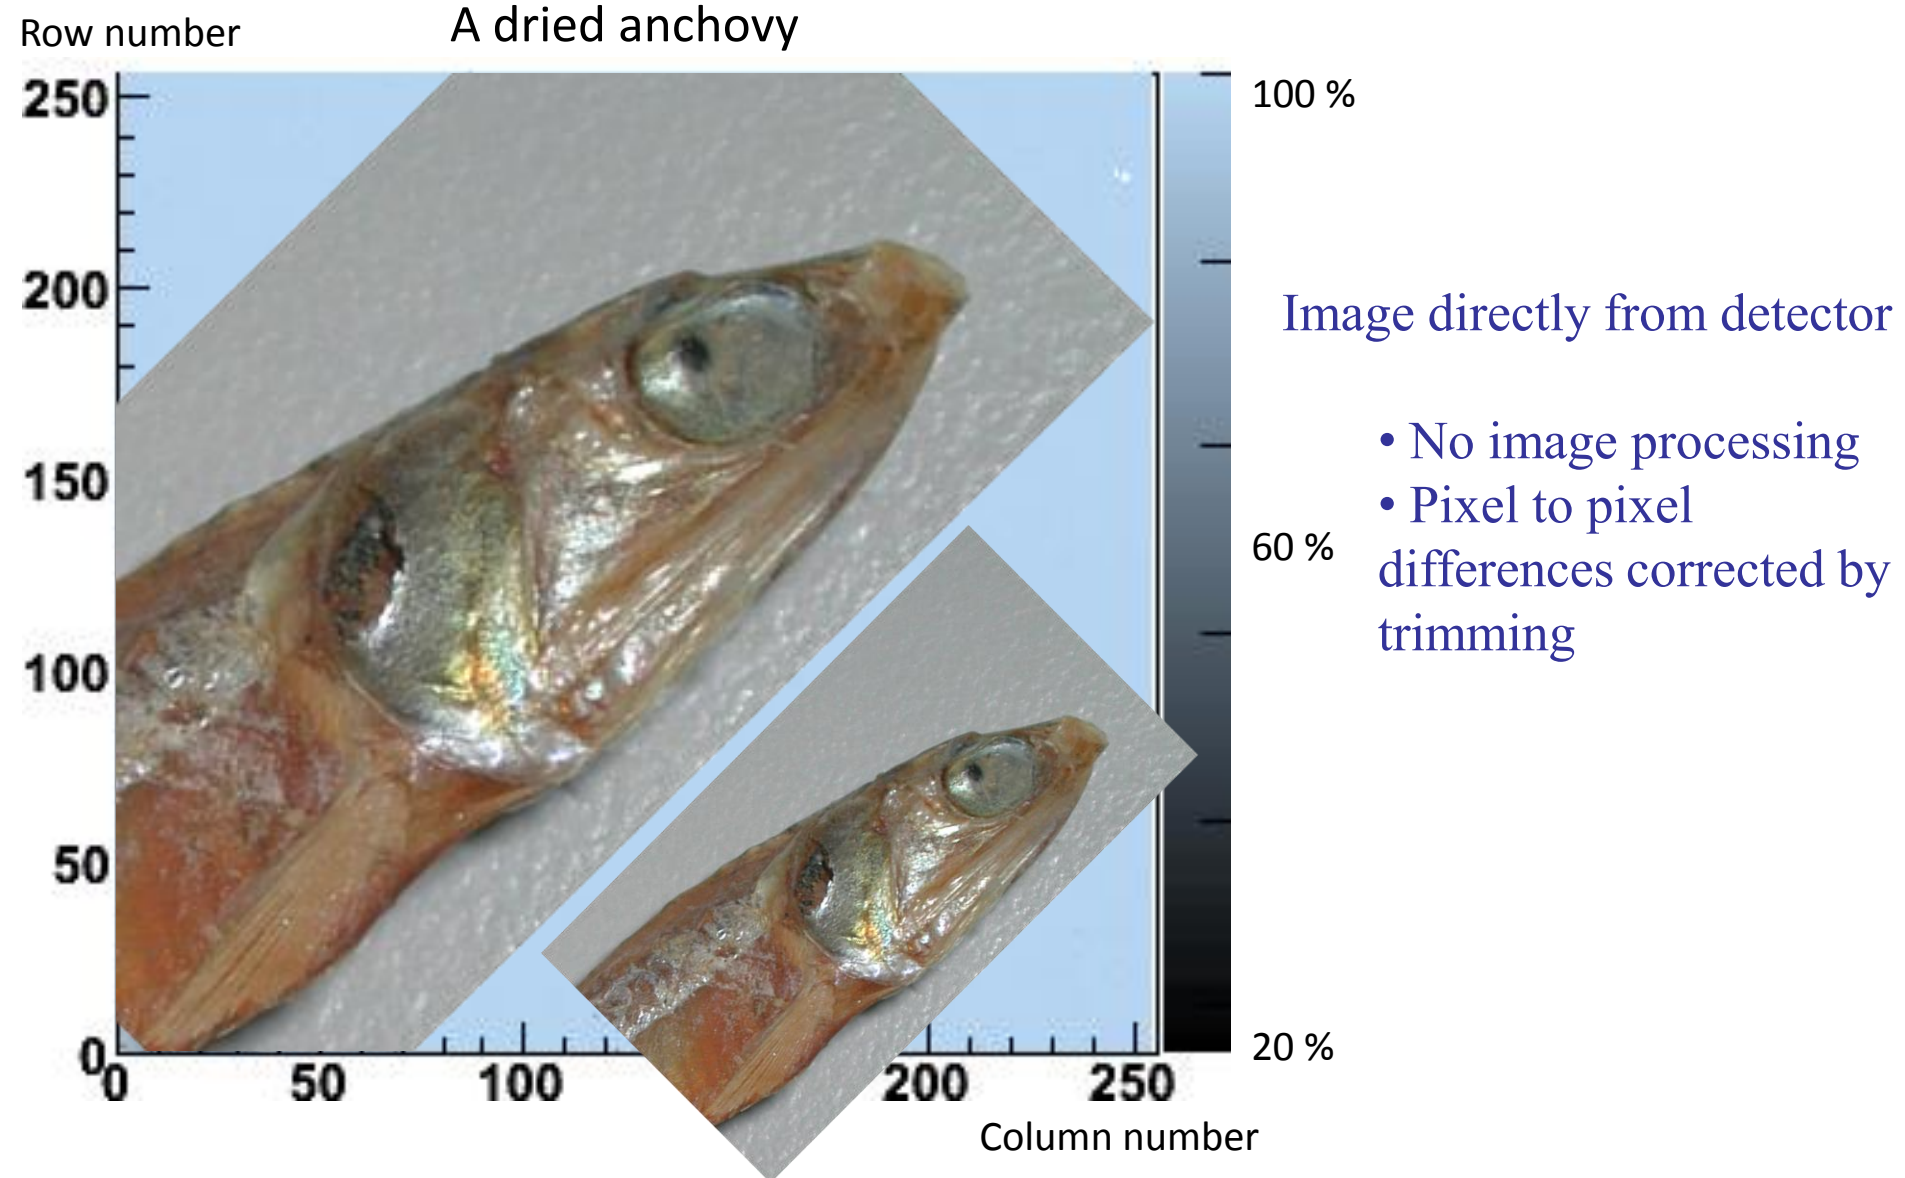 Row number
A dried anchovy
250
200
150
100
50
0
0
50
100
200
250
Column number
100 %
60 %
20 %
Image directly from detector
• No image processing
• Pixel to pixel
differences corrected by
trimming